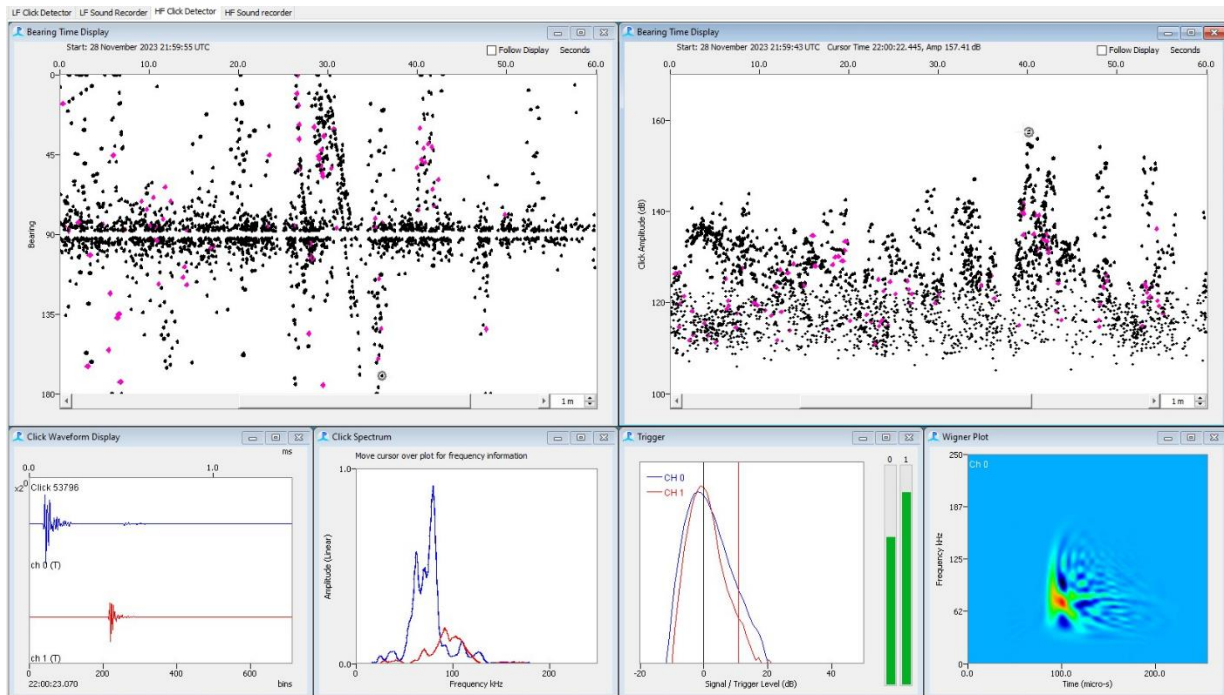 LF Click Detector LF Sound Recorder HF Click Detector HF Sound recorder
Bearing Time Display
Start: 28 November 2023 21:59:55 UTC
Follow Display Seconds
0.0 10.0 20.0 30.0 40.0 50.0 60.0
0
45
90
135
180
Bearing
1 m
Bearing Time Display
Start: 28 November 2023 21:59:43 UTC Cursor Time 22:00:22.445, Amp 157.41 dB
Follow Display Seconds
0.0 10.0 20.0 30.0 40.0 50.0 60.0
160
140
120
100
Click Amplitude (dB)
1 m
Click Waveform Display
ms
0.0 1.0
x2^0
Click 53796
ch 0 (T)
ch 1 (T)
22:00:23.070
0 200 400 600
bins
Click Spectrum
Move cursor over plot for frequency information
1.0
Amplitude (Linear)
0.0
0 100 200
Frequency kHz
Trigger
0 1
CH 0
CH 1
-20 0 20 40
Signal / Trigger Level (dB)
Wigner Plot
Ch 0
250
187
125
62
0
Frequency kHz
0.0 100.0 200.0
Time (micro-s)